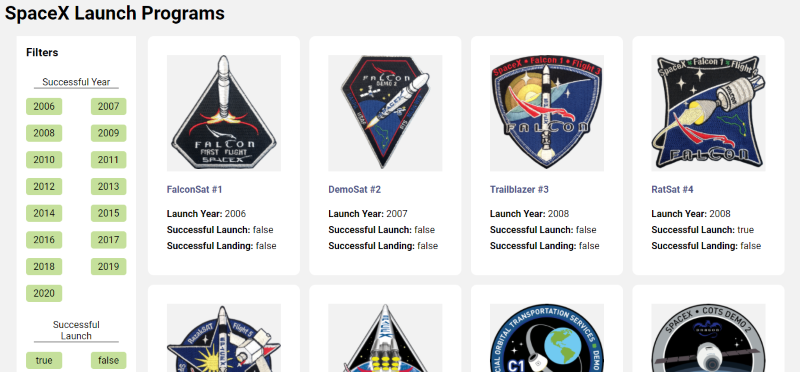 SpaceX Launch Programs
Filters
Successful Year
2006
2007
2008
2009
2010
2011
2012
2013
2014
2015
2016
2017
2018
2019
2020
Successful
Launch
true
false
FALCON
FIRST FLIGHT
SPACEX
FalconSat #1
Launch Year: 2006
Successful Launch: false
Successful Landing: false
FALCON
DEMO 2
DemoSat #2
Launch Year: 2007
Successful Launch: false
Successful Landing: false
SpaceX • Falcon 1 • Flight 3
FALCON
Trailblazer #3
Launch Year: 2008
Successful Launch: false
Successful Landing: false
SpaceX • Falcon 1 • Flight 4
FALCON
RatSat #4
Launch Year: 2008
Successful Launch: true
Successful Landing: false
RazakSAT Flight 5
ORBITAL TRANSPORTATION SERVICES • DEMO
C1
SPACEX • COTS DEMO 2